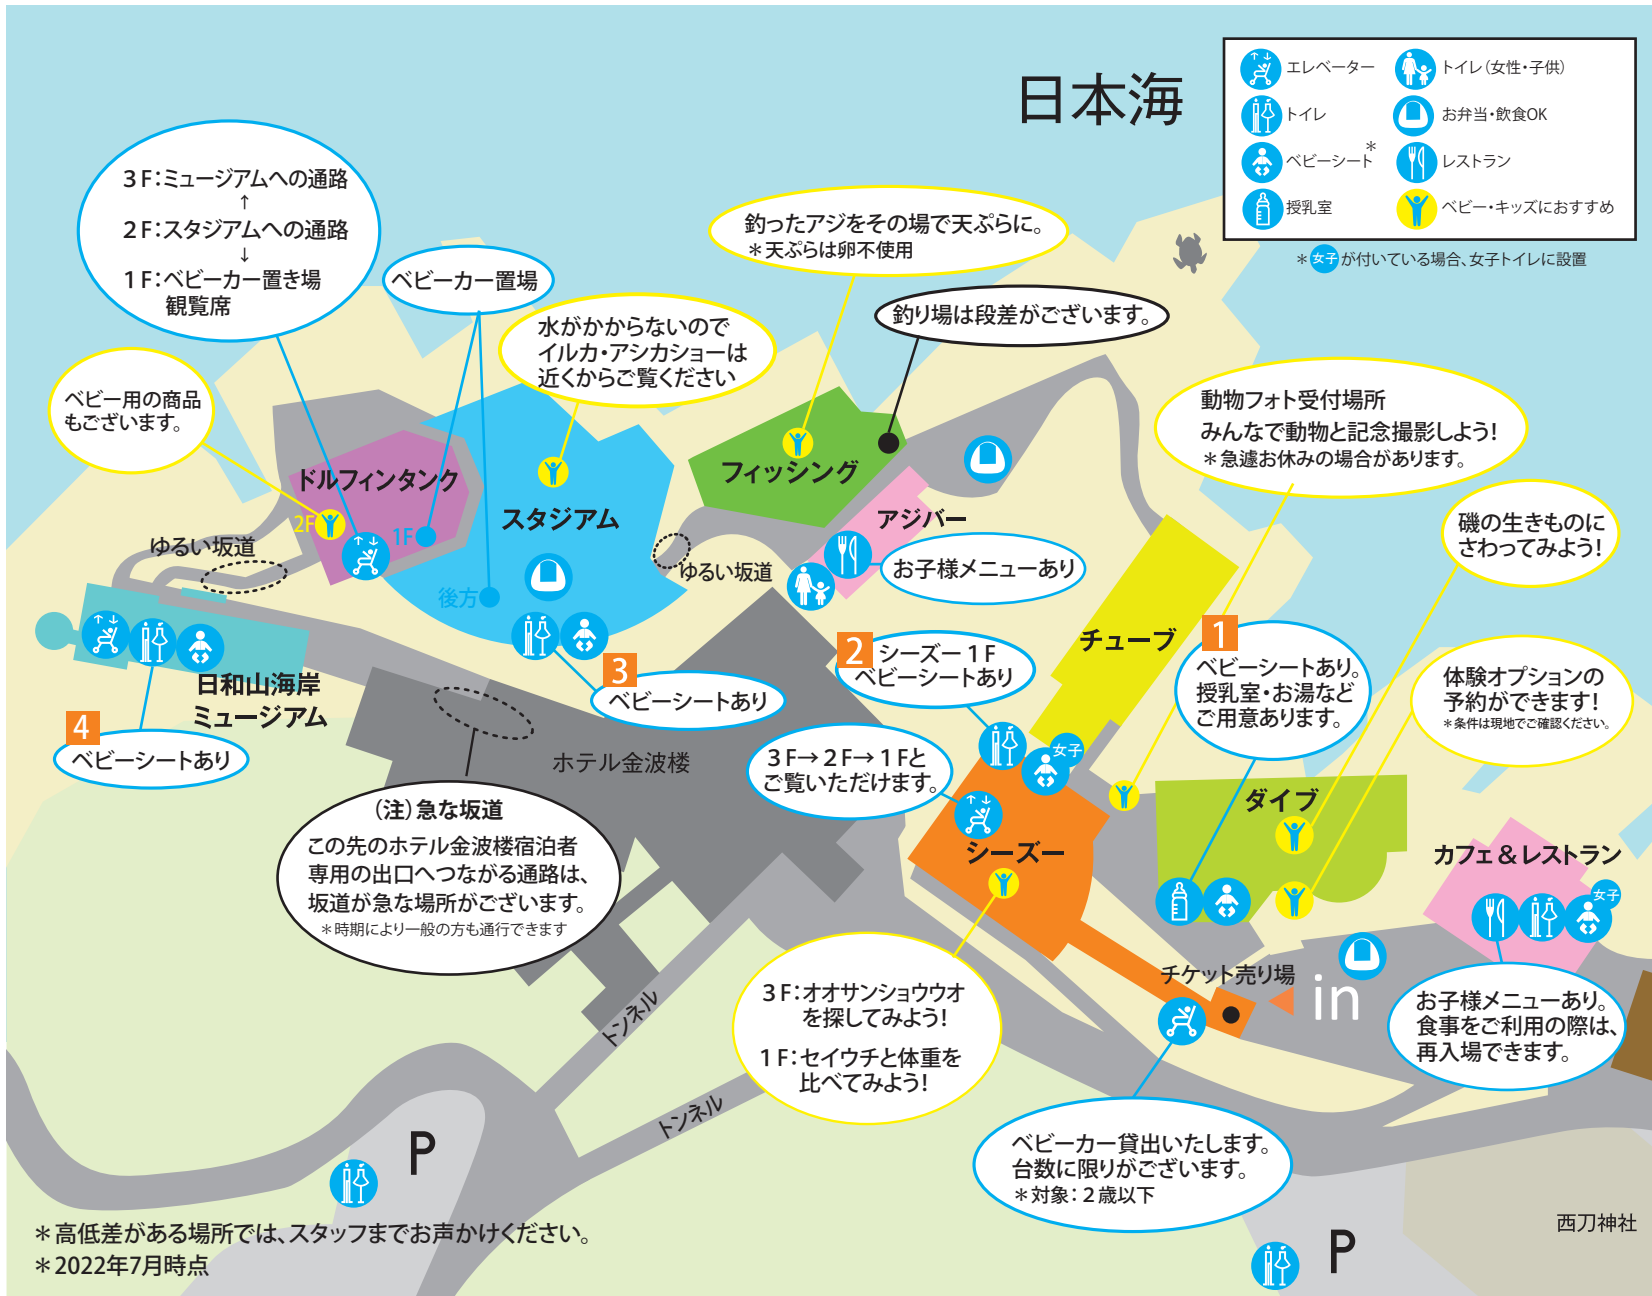 日本海
エレベーター
トイレ(女性・子供)
トイレ
お弁当・飲食OK
ベビーシート*
レストラン
授乳室
ベビー・キッズにおすすめ
*女子が付いている場合、女子トイレに設置
3F:ミュージアムへの通路
↑
2F:スタジアムへの通路
↓
1F:ベビーカー置き場
観覧席
ベビーカー置場
釣ったアジをその場で天ぷらに。
*天ぷらは卵不使用
釣り場は段差がございます。
水がかからないので
イルカ・アシカショーは
近くからご覧ください
ベビー用の商品
もございます。
動物フォト受付場所
みんなで動物と記念撮影しよう!
*急遽お休みの場合があります。
磯の生きものに
さわってみよう!
ドルフィンタンク
2F
1F
スタジアム
後方
フィッシング
アジバー
お子様メニューあり
ゆるい坂道
ゆるい坂道
チューブ
1
ベビーシートあり。
授乳室・お湯など
ご用意あります。
体験オプションの
予約ができます!
*条件は現地でご確認ください。
2
シーズー1F
ベビーシートあり
3
ベビーシートあり
日和山海岸
ミュージアム
4
ベビーシートあり
ホテル金波楼
3F→2F→1Fと
ご覧いただけます。
女子
シーズー
ダイブ
カフェ&レストラン
女子
(注)急な坂道
この先のホテル金波楼宿泊者
専用の出口へつながる通路は、
坂道が急な場所がございます。
*時期により一般の方も通行できます
3F:オオサンショウウオ
を探してみよう!
1F:セイウチと体重を
比べてみよう!
チケット売り場
in
お子様メニューあり。
食事をご利用の際は、
再入場できます。
トンネル
トンネル
ベビーカー貸出いたします。
台数に限りがございます。
*対象:2歳以下
P
P
西刀神社
*高低差がある場所では、スタッフまでお声かけください。
*2022年7月時点